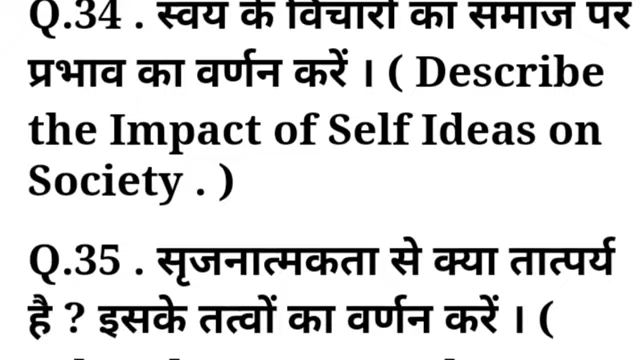 Q.34 . स्वयं के विचारों का समाज पर
प्रभाव का वर्णन करें । ( Describe
the Impact of Self Ideas on
Society . )
Q.35 . सृजनात्मकता से क्या तात्पर्य
है ? इसके तत्वों का वर्णन करें । (